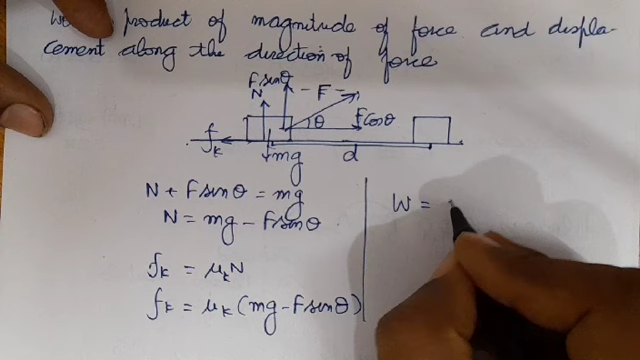 product of magnitude of force and displa-
cement along the direction of force
Fsinθ
N
F
θ
Fcosθ
fk
mg
d
N + Fsinθ = mg
N = mg - Fsinθ
fk = μkN
fk = μk(mg - Fsinθ)
W =